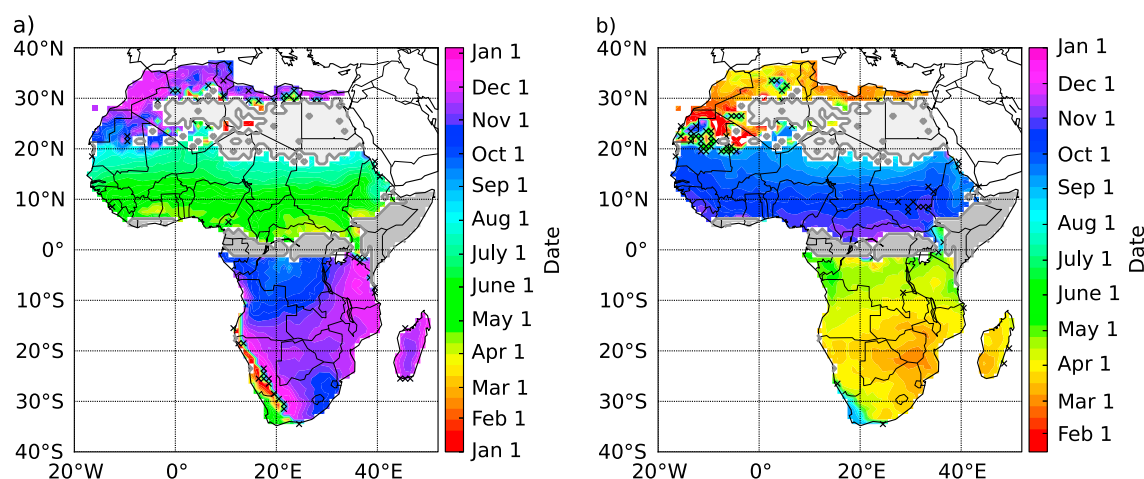 a)
40°N
30°N
20°N
10°N
0°
10°S
20°S
30°S
40°S
20°W 0° 20°E 40°E
Jan 1
Dec 1
Nov 1
Oct 1
Sep 1
Aug 1
July 1
June 1
May 1
Apr 1
Mar 1
Feb 1
Jan 1
Date
b)
40°N
30°N
20°N
10°N
0°
10°S
20°S
30°S
40°S
20°W 0° 20°E 40°E
Jan 1
Dec 1
Nov 1
Oct 1
Sep 1
Aug 1
July 1
June 1
May 1
Apr 1
Mar 1
Feb 1
Date